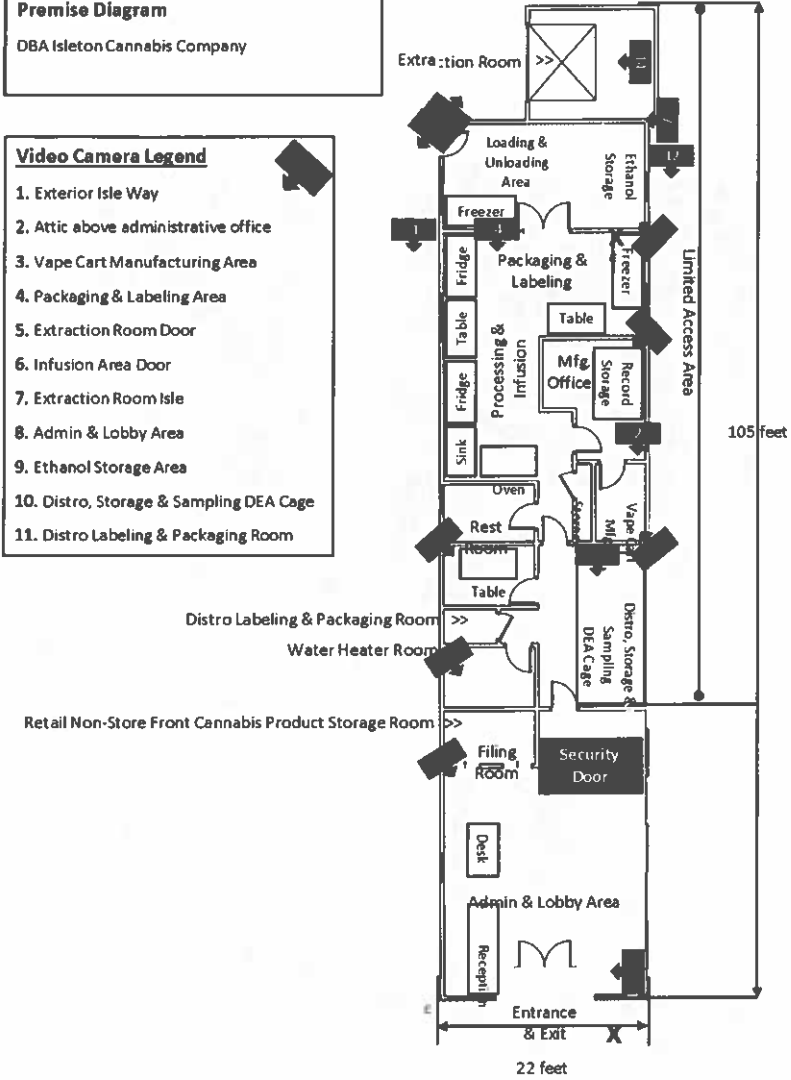 Premise Diagram
DBA Isleton Cannabis Company
Video Camera Legend
1. Exterior Isle Way
2. Attic above administrative office
3. Vape Cart Manufacturing Area
4. Packaging & Labeling Area
5. Extraction Room Door
6. Infusion Area Door
7. Extraction Room Isle
8. Admin & Lobby Area
9. Ethanol Storage Area
10. Distro, Storage & Sampling DEA Cage
11. Distro Labeling & Packaging Room
Extraction Room >>
Loading &
Unloading
Area
Ethanol
Storage
Freezer
Fridge
Packaging &
Labeling
X
Freezer
Table
Table
Processing &
Infusion
Mfg
Office
Record
Storage
Fridge
Sink
Oven
Rest
Room
Vape
Mfg
Table
Distro Labeling & Packaging Room >>
Water Heater Room
Distro, Storage &
Sampling
DEA Cage
Retail Non-Store Front Cannabis Product Storage Room >>
Filing
Room
Security
Door
Desk
Admin & Lobby Area
Reception
Entrance
& Exit
X
22 feet
Limited Access Area
105 feet